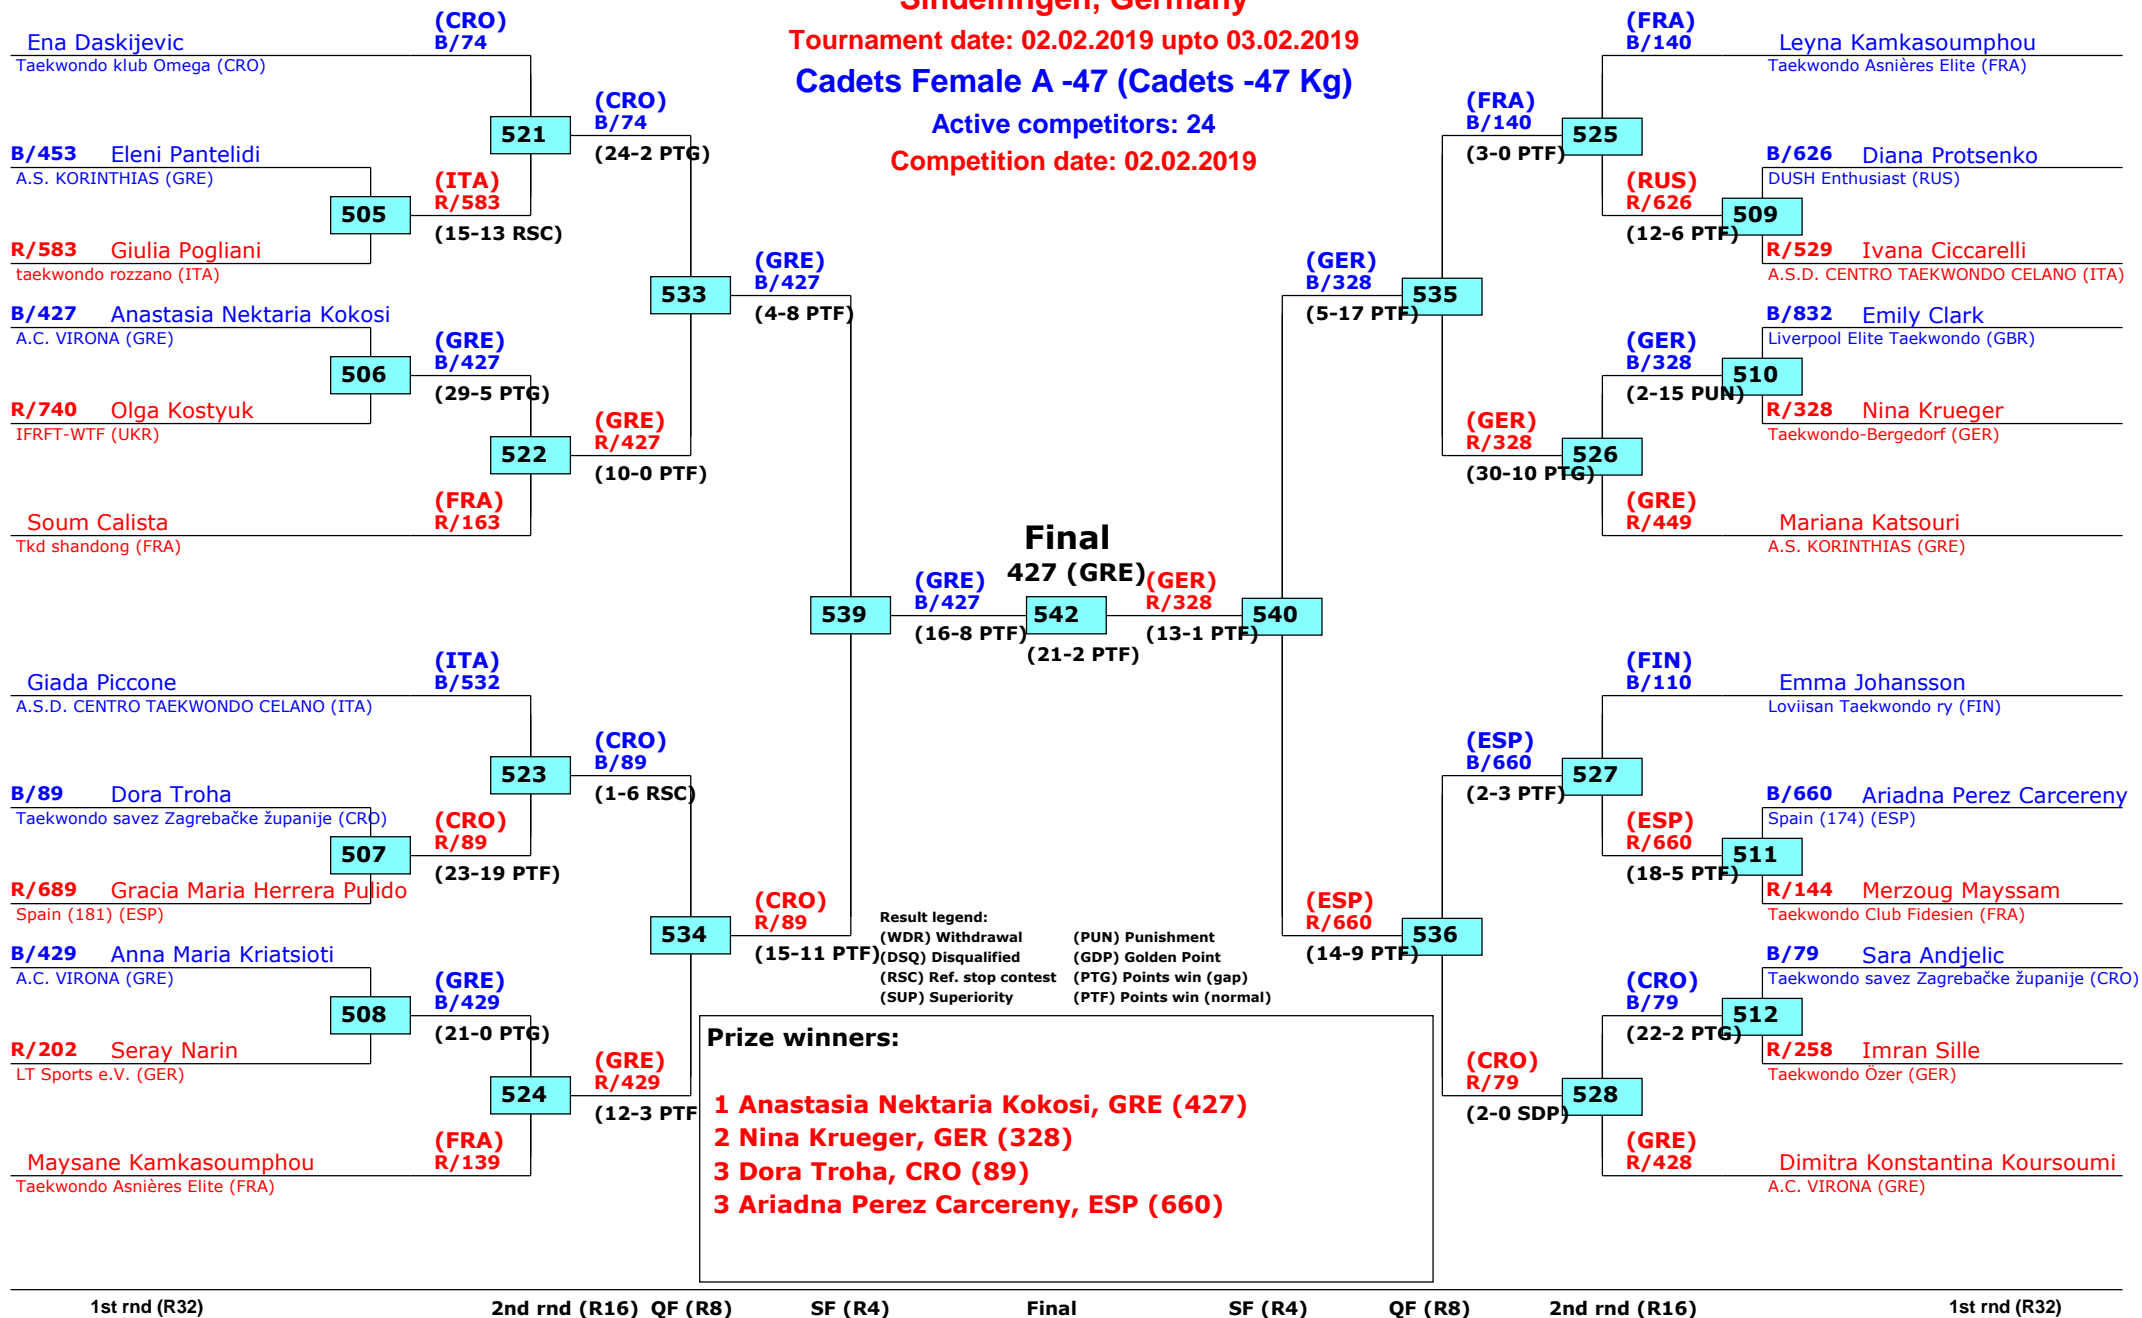 Sindelfingen, Germany
Tournament date: 02.02.2019 upto 03.02.2019
Cadets Female A -47 (Cadets -47 Kg)
Active competitors: 24
Competition date: 02.02.2019
Ena Daskijevic
Taekwondo klub Omega (CRO)
(CRO)
B/74
521
(CRO)
B/74
(24-2 PTG)
B/453 Eleni Pantelidi
A.S. KORINTHIAS (GRE)
505
(ITA)
R/583
(15-13 RSC)
R/583 Giulia Pogliani
taekwondo rozzano (ITA)
533
(GRE)
B/427
(4-8 PTF)
B/427 Anastasia Nektaria Kokosi
A.C. VIRONA (GRE)
506
(GRE)
B/427
(29-5 PTG)
R/740 Olga Kostyuk
IFRFT-WTF (UKR)
522
(GRE)
R/427
(10-0 PTF)
Soum Calista
Tkd shandong (FRA)
(FRA)
R/163
539
(GRE)
B/427
(16-8 PTF)
Final
427 (GRE)
542
(21-2 PTF)
(GER)
R/328
(13-1 PTF)
540
Giada Piccone
A.S.D. CENTRO TAEKWONDO CELANO (ITA)
(ITA)
B/532
523
(CRO)
B/89
(1-6 RSC)
B/89 Dora Troha
Taekwondo savez Zagrebačke županije (CRO)
507
(CRO)
R/89
(23-19 PTF)
R/689 Gracia Maria Herrera Pulido
Spain (181) (ESP)
534
(CRO)
R/89
(15-11 PTF)
B/429 Anna Maria Kriatsioti
A.C. VIRONA (GRE)
508
(GRE)
B/429
(21-0 PTG)
R/202 Seray Narin
LT Sports e.V. (GER)
524
(GRE)
R/429
(12-3 PTF
Maysane Kamkasoumphou
Taekwondo Asnières Elite (FRA)
(FRA)
R/139
(FRA)
B/140
Leyna Kamkasoumphou
Taekwondo Asnières Elite (FRA)
(FRA)
B/140
(3-0 PTF)
525
B/626 Diana Protsenko
DUSH Enthusiast (RUS)
(RUS)
R/626
(12-6 PTF)
509
R/529 Ivana Ciccarelli
A.S.D. CENTRO TAEKWONDO CELANO (ITA)
(GER)
B/328
(5-17 PTF)
535
B/832 Emily Clark
Liverpool Elite Taekwondo (GBR)
(GER)
B/328
(2-15 PUN)
510
R/328 Nina Krueger
Taekwondo-Bergedorf (GER)
(GER)
R/328
(30-10 PTG)
526
(GRE)
R/449
Mariana Katsouri
A.S. KORINTHIAS (GRE)
(FIN)
B/110
Emma Johansson
Loviisan Taekwondo ry (FIN)
(ESP)
B/660
(2-3 PTF)
527
B/660 Ariadna Perez Carcereny
Spain (174) (ESP)
(ESP)
R/660
(18-5 PTF)
511
R/144 Merzoug Mayssam
Taekwondo Club Fidesien (FRA)
(ESP)
R/660
(14-9 PTF)
536
B/79 Sara Andjelic
Taekwondo savez Zagrebačke županije (CRO)
(CRO)
B/79
(22-2 PTG)
512
R/258 Imran Sille
Taekwondo Özer (GER)
(CRO)
R/79
(2-0 SDP)
528
(GRE)
R/428
Dimitra Konstantina Koursoumi
A.C. VIRONA (GRE)
Result legend:
(WDR) Withdrawal (PUN) Punishment
(DSQ) Disqualified (GDP) Golden Point
(RSC) Ref. stop contest (PTG) Points win (gap)
(SUP) Superiority (PTF) Points win (normal)
Prize winners:
1 Anastasia Nektaria Kokosi, GRE (427)
2 Nina Krueger, GER (328)
3 Dora Troha, CRO (89)
3 Ariadna Perez Carcereny, ESP (660)
1st rnd (R32) 2nd rnd (R16) QF (R8) SF (R4) Final SF (R4) QF (R8) 2nd rnd (R16) 1st rnd (R32)